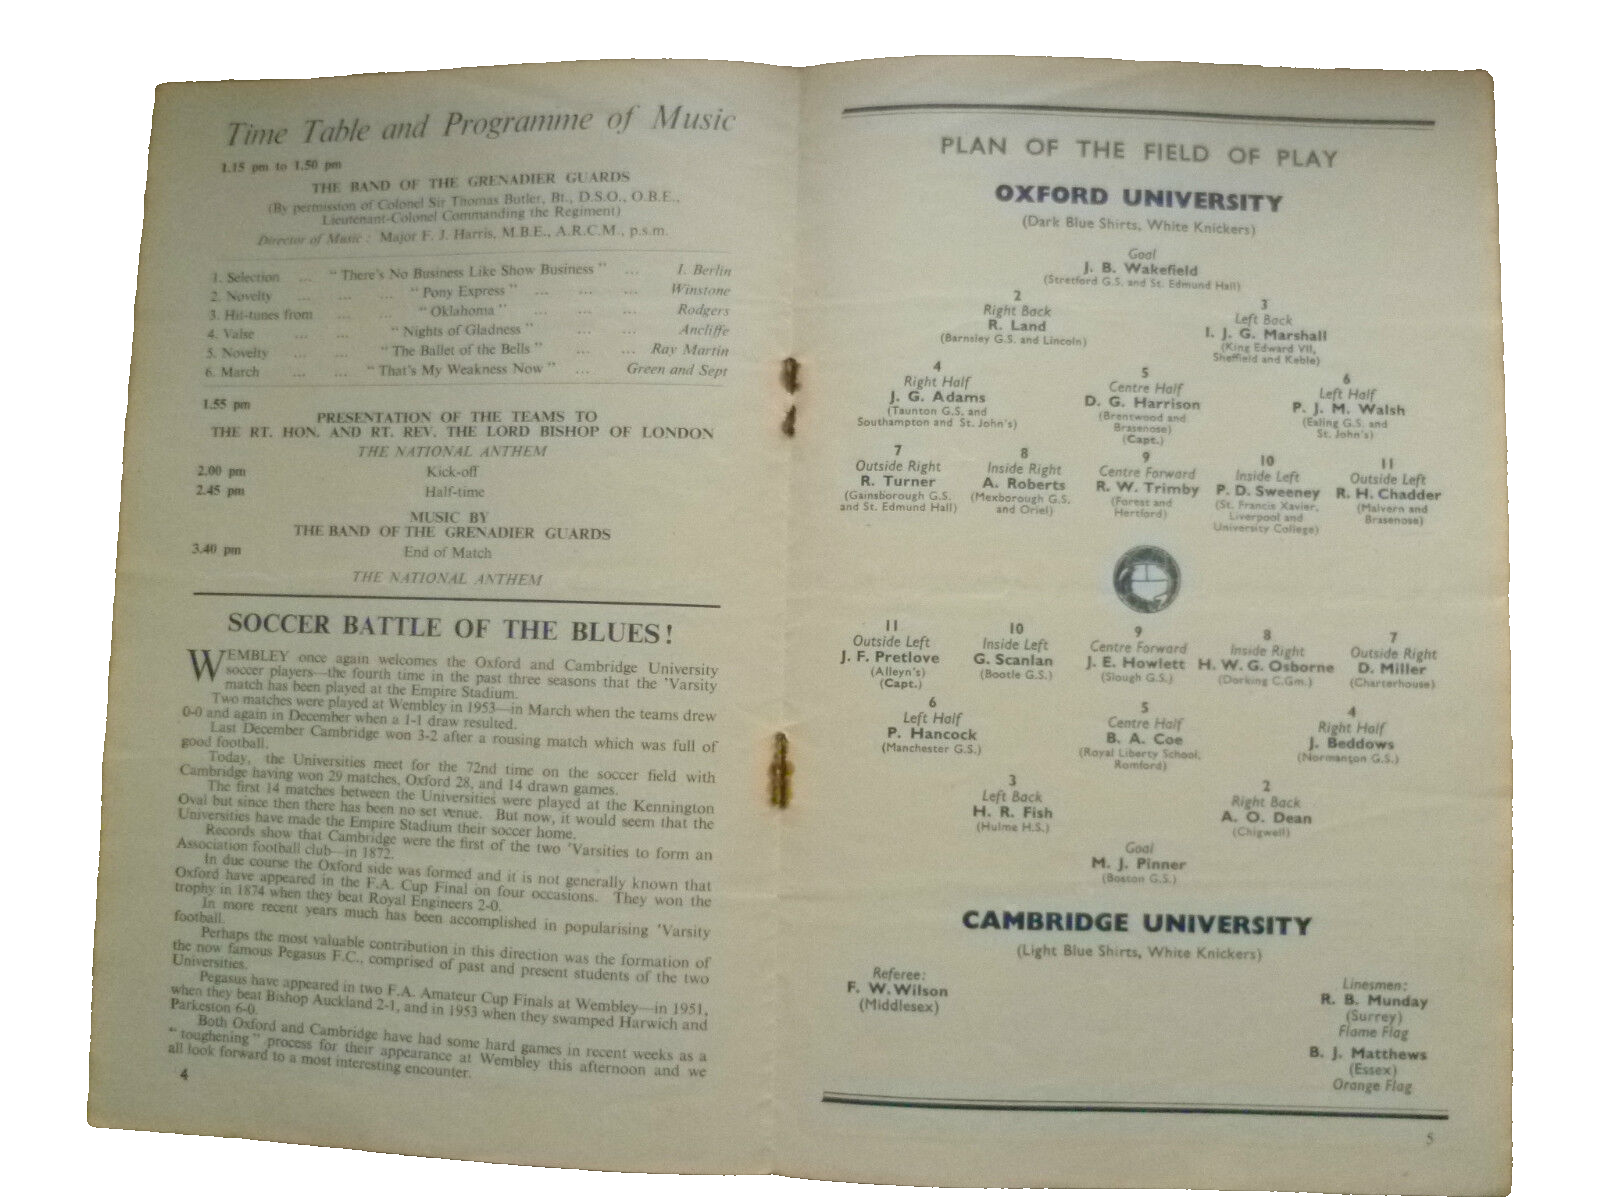 Time Table and Programme of Music
1.15 pm to 1.50 pm
THE BAND OF THE GRENADIER GUARDS
(By permission of Colonel Sir Thomas Butler, Bt., D.S.O., O.B.E.,
Lieutenant-Colonel Commanding the Regiment)
Director of Music : Major F. J. Harris, M.B.E., A.R.C.M., p.s.m.
1. Selection ... "There's No Business Like Show Business" ... I. Berlin
2. Novelty ... ... ... "Pony Express" ... ... ... Winstone
3. Hit-tunes from ... ... "Oklahoma" ... ... ... Rodgers
4. Valse ... ... "Nights of Gladness" ... ... Ancliffe
5. Novelty ... ... "The Ballet of the Bells" ... ... Ray Martin
6. March ... ... "That's My Weakness Now" ... Green and Sept
1.55 pm
PRESENTATION OF THE TEAMS TO
THE RT. HON. AND RT. REV. THE LORD BISHOP OF LONDON
THE NATIONAL ANTHEM
2.00 pm Kick-off
2.45 pm Half-time
MUSIC BY
THE BAND OF THE GRENADIER GUARDS
3.40 pm End of Match
THE NATIONAL ANTHEM
SOCCER BATTLE OF THE BLUES!
WEMBLEY once again welcomes the Oxford and Cambridge University
soccer players—the fourth time in the past three seasons that the 'Varsity
match has been played at the Empire Stadium.
Two matches were played at Wembley in 1953—in March when the teams drew
0-0 and again in December when a 1-1 draw resulted.
Last December Cambridge won 3-2 after a rousing match which was full of
good football.
Today, the Universities meet for the 72nd time on the soccer field with
Cambridge having won 29 matches, Oxford 28, and 14 drawn games.
The first 14 matches between the Universities were played at the Kennington
Oval but since then there has been no set venue. But now, it would seem that the
Universities have made the Empire Stadium their soccer home.
Records show that Cambridge were the first of the two 'Varsities to form an
Association football club—in 1872.
In due course the Oxford side was formed and it is not generally known that
Oxford have appeared in the F.A. Cup Final on four occasions. They won the
trophy in 1874 when they beat Royal Engineers 2-0.
In more recent years much has been accomplished in popularising 'Varsity
football.
Perhaps the most valuable contribution in this direction was the formation of
the now famous Pegasus F.C., comprised of past and present students of the two
Universities.
Pegasus have appeared in two F.A. Amateur Cup Finals at Wembley—in 1951,
when they beat Bishop Auckland 2-1, and in 1953 when they swamped Harwich and
Parkeston 6-0.
Both Oxford and Cambridge have had some hard games in recent weeks as a
"toughening" process for their appearance at Wembley this afternoon and we
all look forward to a most interesting encounter.
4
PLAN OF THE FIELD OF PLAY
OXFORD UNIVERSITY
(Dark Blue Shirts, White Knickers)
Goal
J. B. Wakefield
(Stretford G.S. and St. Edmund Hall)
2
Right Back
R. Land
(Barnsley G.S. and Lincoln)
3
Left Back
I. J. G. Marshall
(King Edward VII,
Sheffield and Keble)
4
Right Half
J. G. Adams
(Taunton G.S. and
Southampton and St. John's)
5
Centre Half
D. G. Harrison
(Brentwood and
Brasenose)
(Capt.)
6
Left Half
P. J. M. Walsh
(Ealing G.S. and
St. John's)
7
Outside Right
R. Turner
(Gainsborough G.S.
and St. Edmund Hall)
8
Inside Right
A. Roberts
(Mexborough G.S.
and Oriel)
9
Centre Forward
R. W. Trimby
(Forest and
Hertford)
10
Inside Left
P. D. Sweeney
(St. Francis Xavier,
Liverpool and
University College)
11
Outside Left
R. H. Chadder
(Malvern and
Brasenose)
11
Outside Left
J. F. Pretlove
(Alleyn's)
(Capt.)
10
Inside Left
G. Scanlan
(Bootle G.S.)
9
Centre Forward
J. E. Howlett
(Slough G.S.)
8
Inside Right
H. W. G. Osborne
(Dorking C.Gm.)
7
Outside Right
D. Miller
(Charterhouse)
6
Left Half
P. Hancock
(Manchester G.S.)
5
Centre Half
B. A. Coe
(Royal Liberty School,
Romford)
4
Right Half
J. Beddows
(Normanton G.S.)
3
Left Back
H. R. Fish
(Hulme H.S.)
2
Right Back
A. O. Dean
(Chigwell)
Goal
M. J. Pinner
(Boston G.S.)
CAMBRIDGE UNIVERSITY
(Light Blue Shirts, White Knickers)
Referee:
F. W. Wilson
(Middlesex)
Linesmen:
R. B. Munday
(Surrey)
Flame Flag
B. J. Matthews
(Essex)
Orange Flag
5